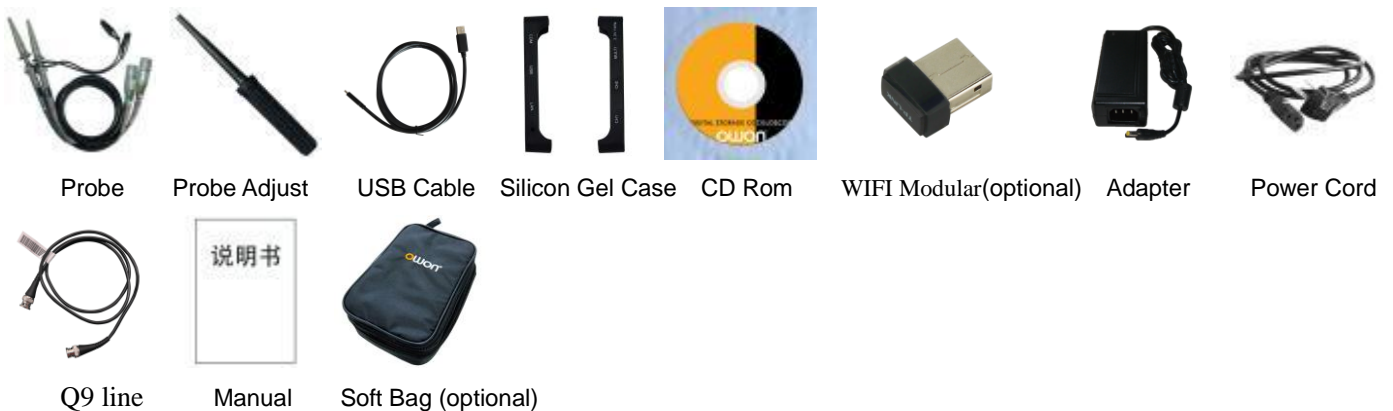 owon
Probe Probe Adjust USB Cable Silicon Gel Case CD Rom WIFI Modular(optional) Adapter Power Cord
说明书
owon
Q9 line Manual Soft Bag (optional)